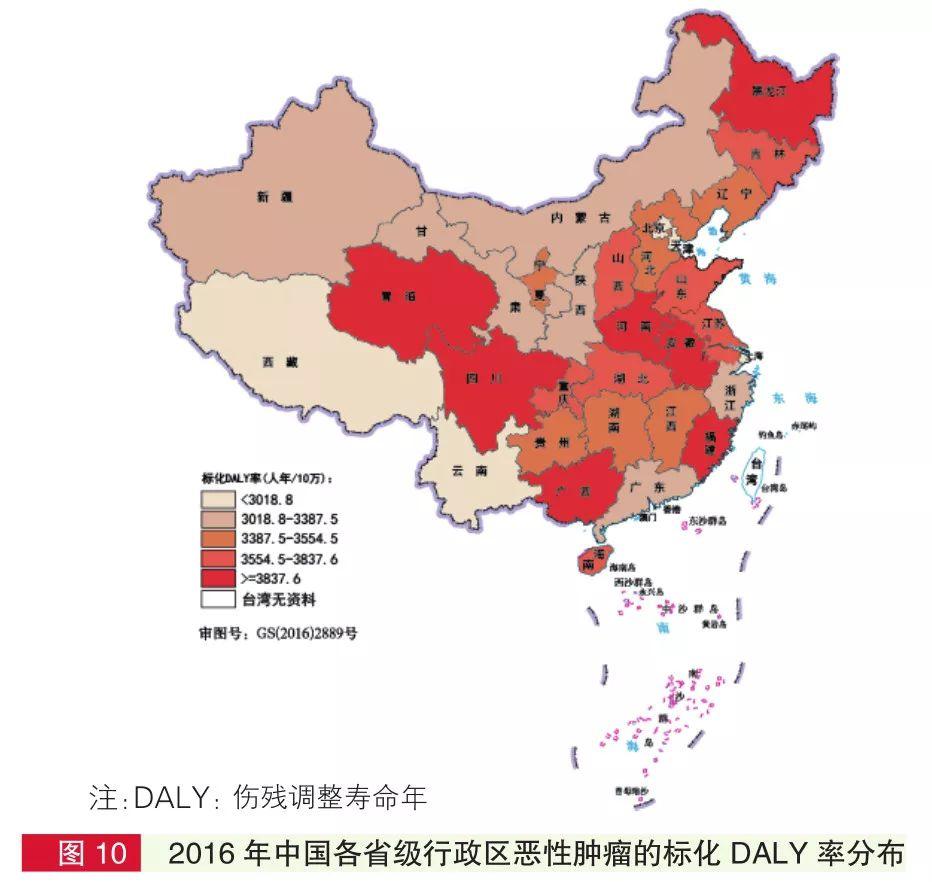 黑龙江
吉林
辽宁
新疆
内蒙古
甘
肃
北京
天津
河北
山西
宁夏
陕西
山东
黄海
青海
河南
江苏
安徽
海
西藏
四川
重庆
湖北
浙江
东海
湖南
江西
贵州
福建
钓鱼岛
赤尾屿
云南
台湾
台湾岛
广西
广东
香港
澳门
东沙群岛
海南
海南岛
西沙群岛
永兴岛
中沙群岛
黄岩岛
南
海
南沙群岛
曾母暗沙
标化DALY率(人年/10万):
<3018.8
3018.8-3387.5
3387.5-3554.5
3554.5-3837.6
>=3837.6
台湾无资料
审图号: GS(2016)2889号
注:DALY: 伤残调整寿命年
图 10 2016 年中国各省级行政区恶性肿瘤的标化 DALY 率分布